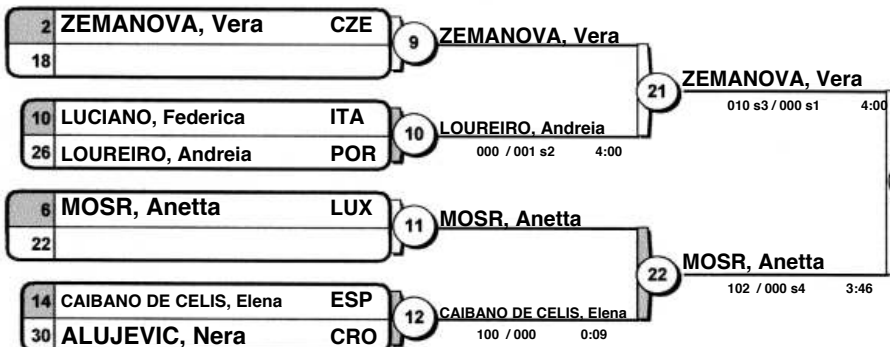 2 ZEMANOVA, Vera CZE
18
9
ZEMANOVA, Vera
10 LUCIANO, Federica ITA
26 LOUREIRO, Andreia POR
10
LOUREIRO, Andreia
000 / 001 s2 4:00
21
ZEMANOVA, Vera
010 s3 / 000 s1 4:00
6 MOSR, Anetta LUX
22
11
MOSR, Anetta
14 CAIBANO DE CELIS, Elena ESP
30 ALUJEVIC, Nera CRO
12
CAIBANO DE CELIS, Elena
100 / 000 0:09
22
MOSR, Anetta
102 / 000 s4 3:46